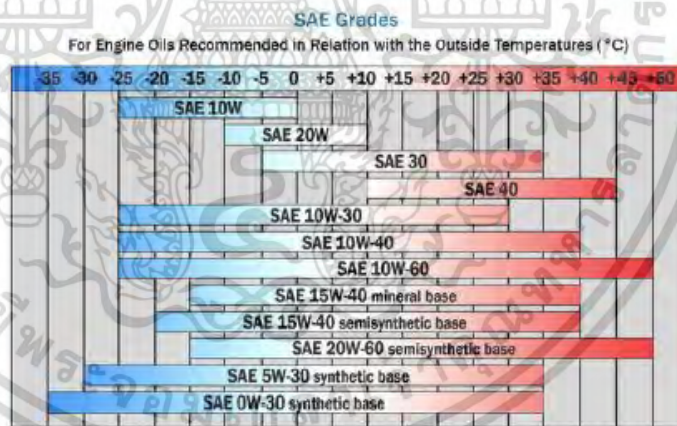 SAE Grades
For Engine Oils Recommended in Relation with the Outside Temperatures (°C)
-35 -30 -25 -20 -15 -10 -5 0 +5 +10 +15 +20 +25 +30 +35 +40 +45 +50
SAE 10W
SAE 20W
SAE 30
SAE 40
SAE 10W-30
SAE 10W-40
SAE 10W-60
SAE 15W-40 mineral base
SAE 15W-40 semisynthetic base
SAE 20W-60 semisynthetic base
SAE 5W-30 synthetic base
SAE 0W-30 synthetic base